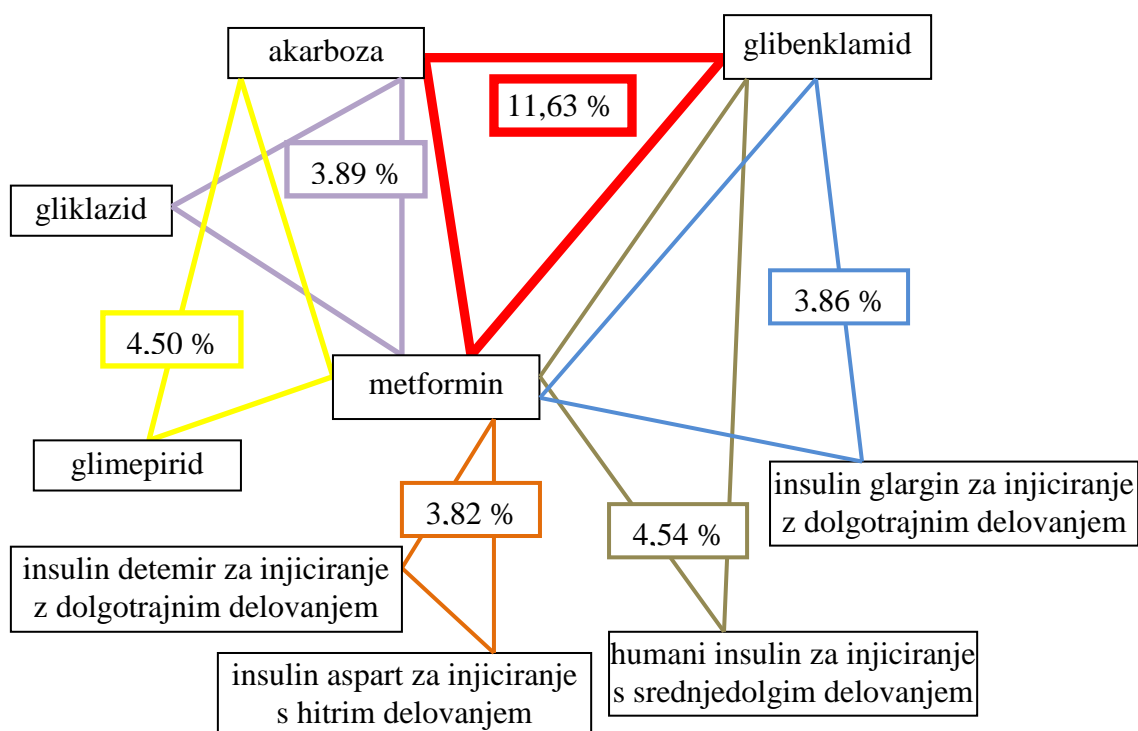 akarboza
glibenklamid
11,63 %
3,89 %
gliklazid
3,86 %
4,50 %
metformin
glimepirid
insulin glargin za injiciranje
z dolgotrajnim delovanjem
3,82 %
4,54 %
insulin detemir za injiciranje
z dolgotrajnim delovanjem
humani insulin za injiciranje
s srednjedolgim delovanjem
insulin aspart za injiciranje
s hitrim delovanjem